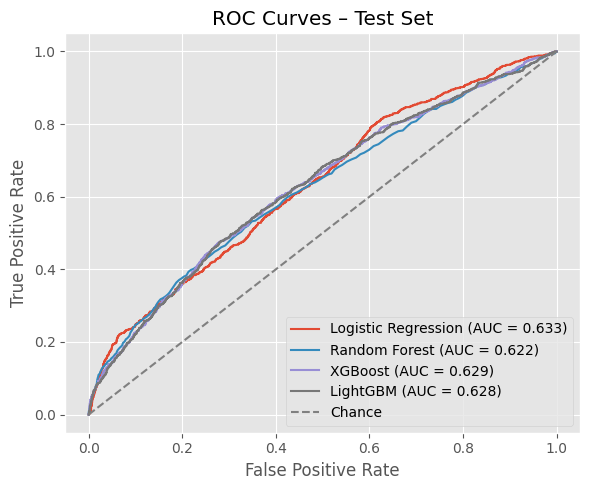 ROC Curves – Test Set
True Positive Rate
1.0
0.8
0.6
0.4
0.2
0.0
Logistic Regression (AUC = 0.633)
Random Forest (AUC = 0.622)
XGBoost (AUC = 0.629)
LightGBM (AUC = 0.628)
Chance
0.0 0.2 0.4 0.6 0.8 1.0
False Positive Rate